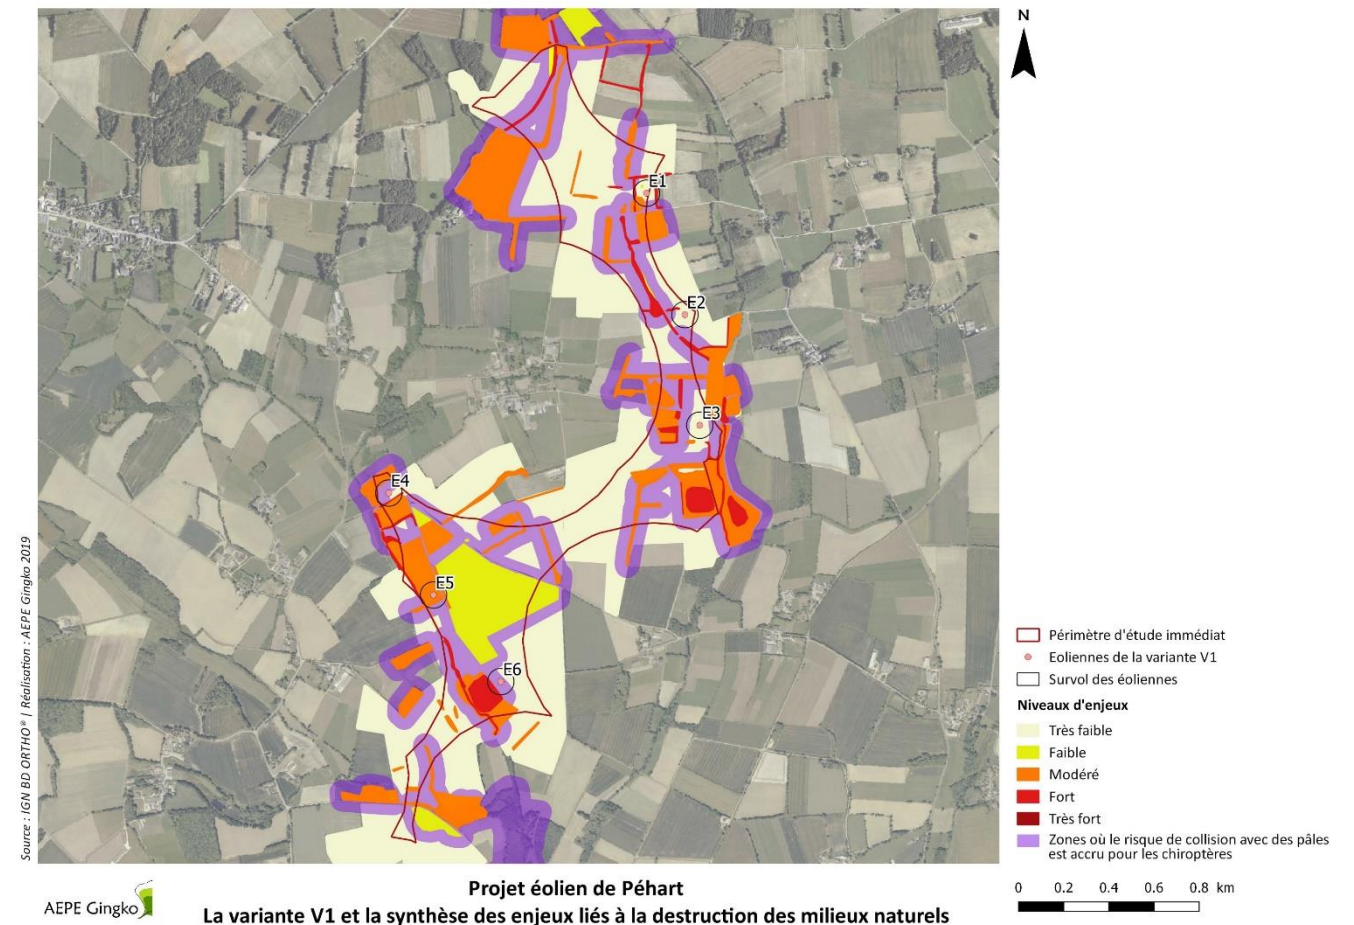 N
E1
E2
E3
E4
E5
E6
Source : IGN BD ORTHO® | Réalisation : AEPE Gingko 2019
Périmètre d'étude immédiat
Eoliennes de la variante V1
Survol des éoliennes
Niveaux d'enjeux
Très faible
Faible
Modéré
Fort
Très fort
Zones où le risque de collision avec des pâles
est accru pour les chiroptères
0 0.2 0.4 0.6 0.8 km
AEPE Gingko
Projet éolien de Péhart
La variante V1 et la synthèse des enjeux liés à la destruction des milieux naturels